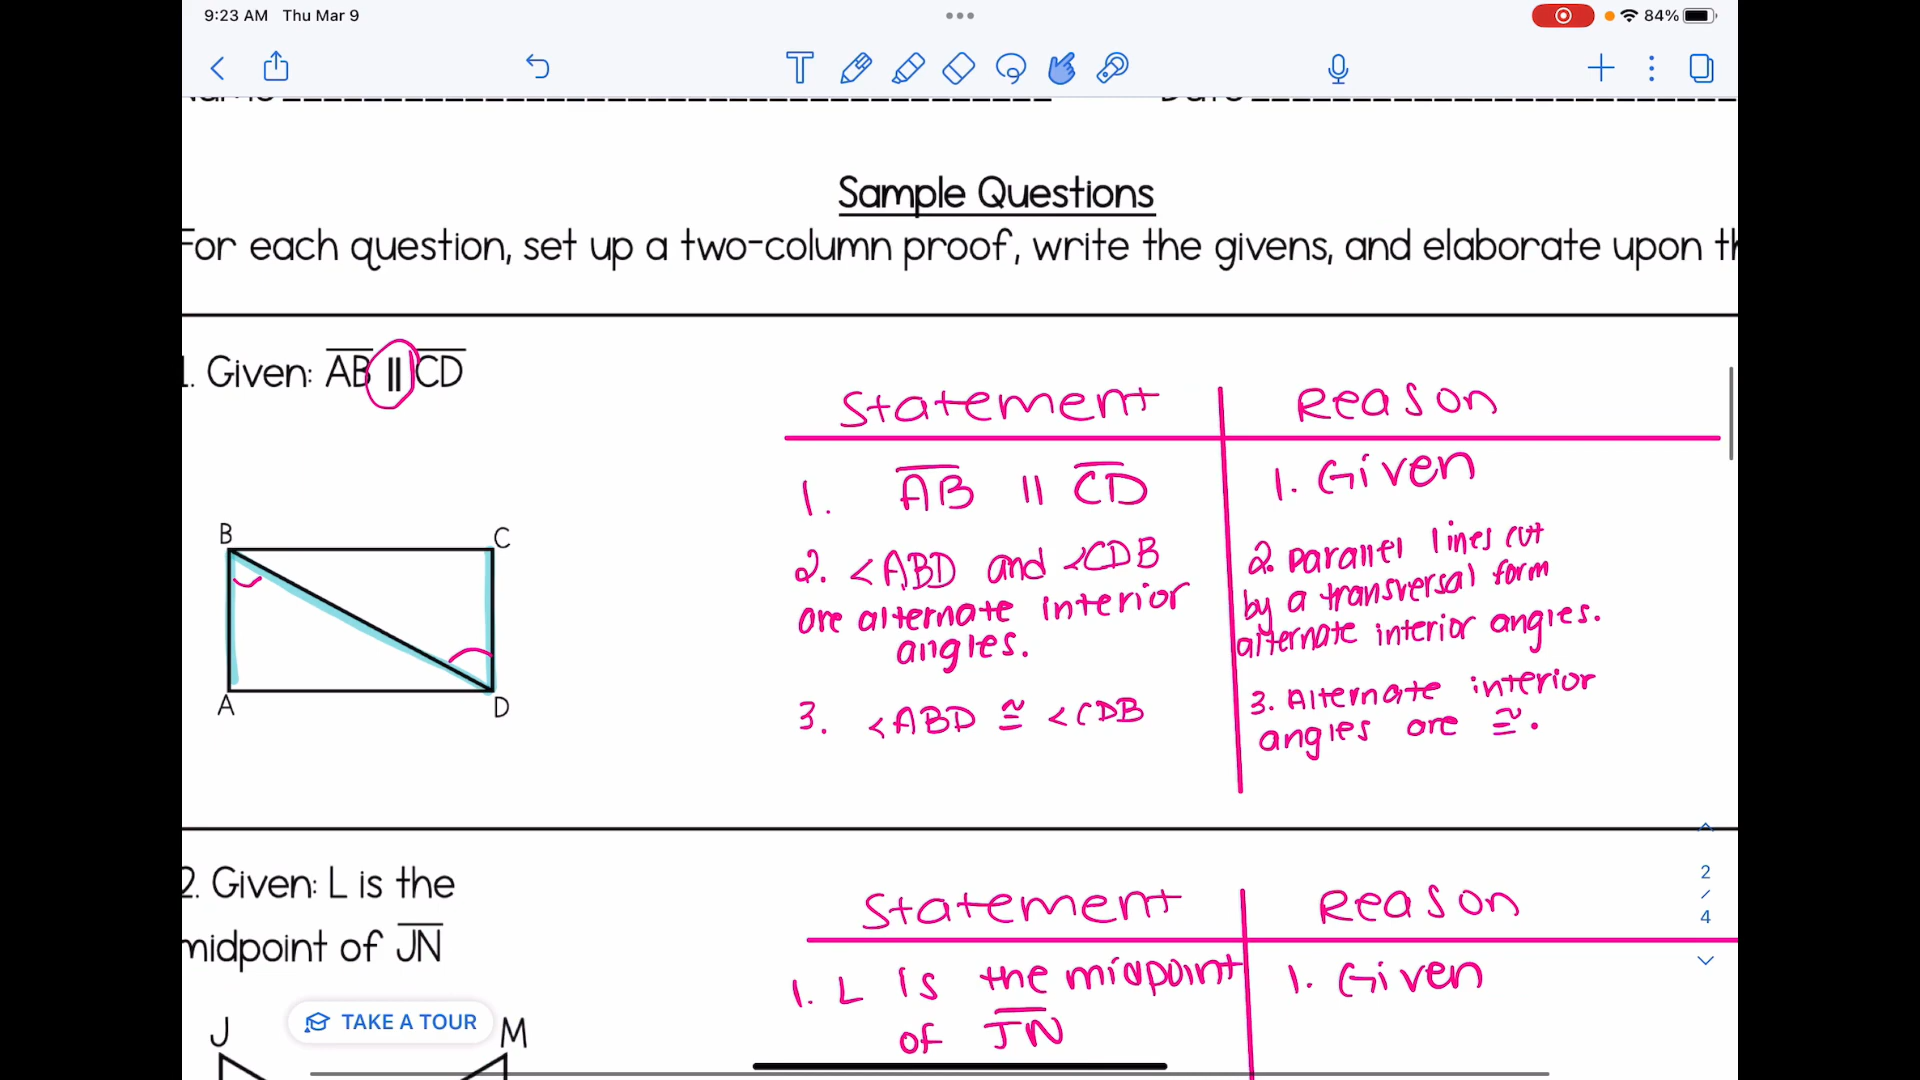 9:23 AM Thu Mar 9
84%
Name Date
Sample Questions
For each question, set up a two-column proof, write the givens, and elaborate upon th
1. Given: AB || CD
Statement Reason
1. AB || CD
1. Given
2. <ABD and <CDB
are alternate interior
angles.
2. Parallel lines cut
by a transversal form
alternate interior angles.
3. <ABD ≅ <CDB
3. Alternate interior
angles are ≅.
B
C
A
D
2. Given: L is the
midpoint of JN
Statement Reason
1. L is the midpoint
of JN
1. Given
J
M
TAKE A TOUR
2
/
4